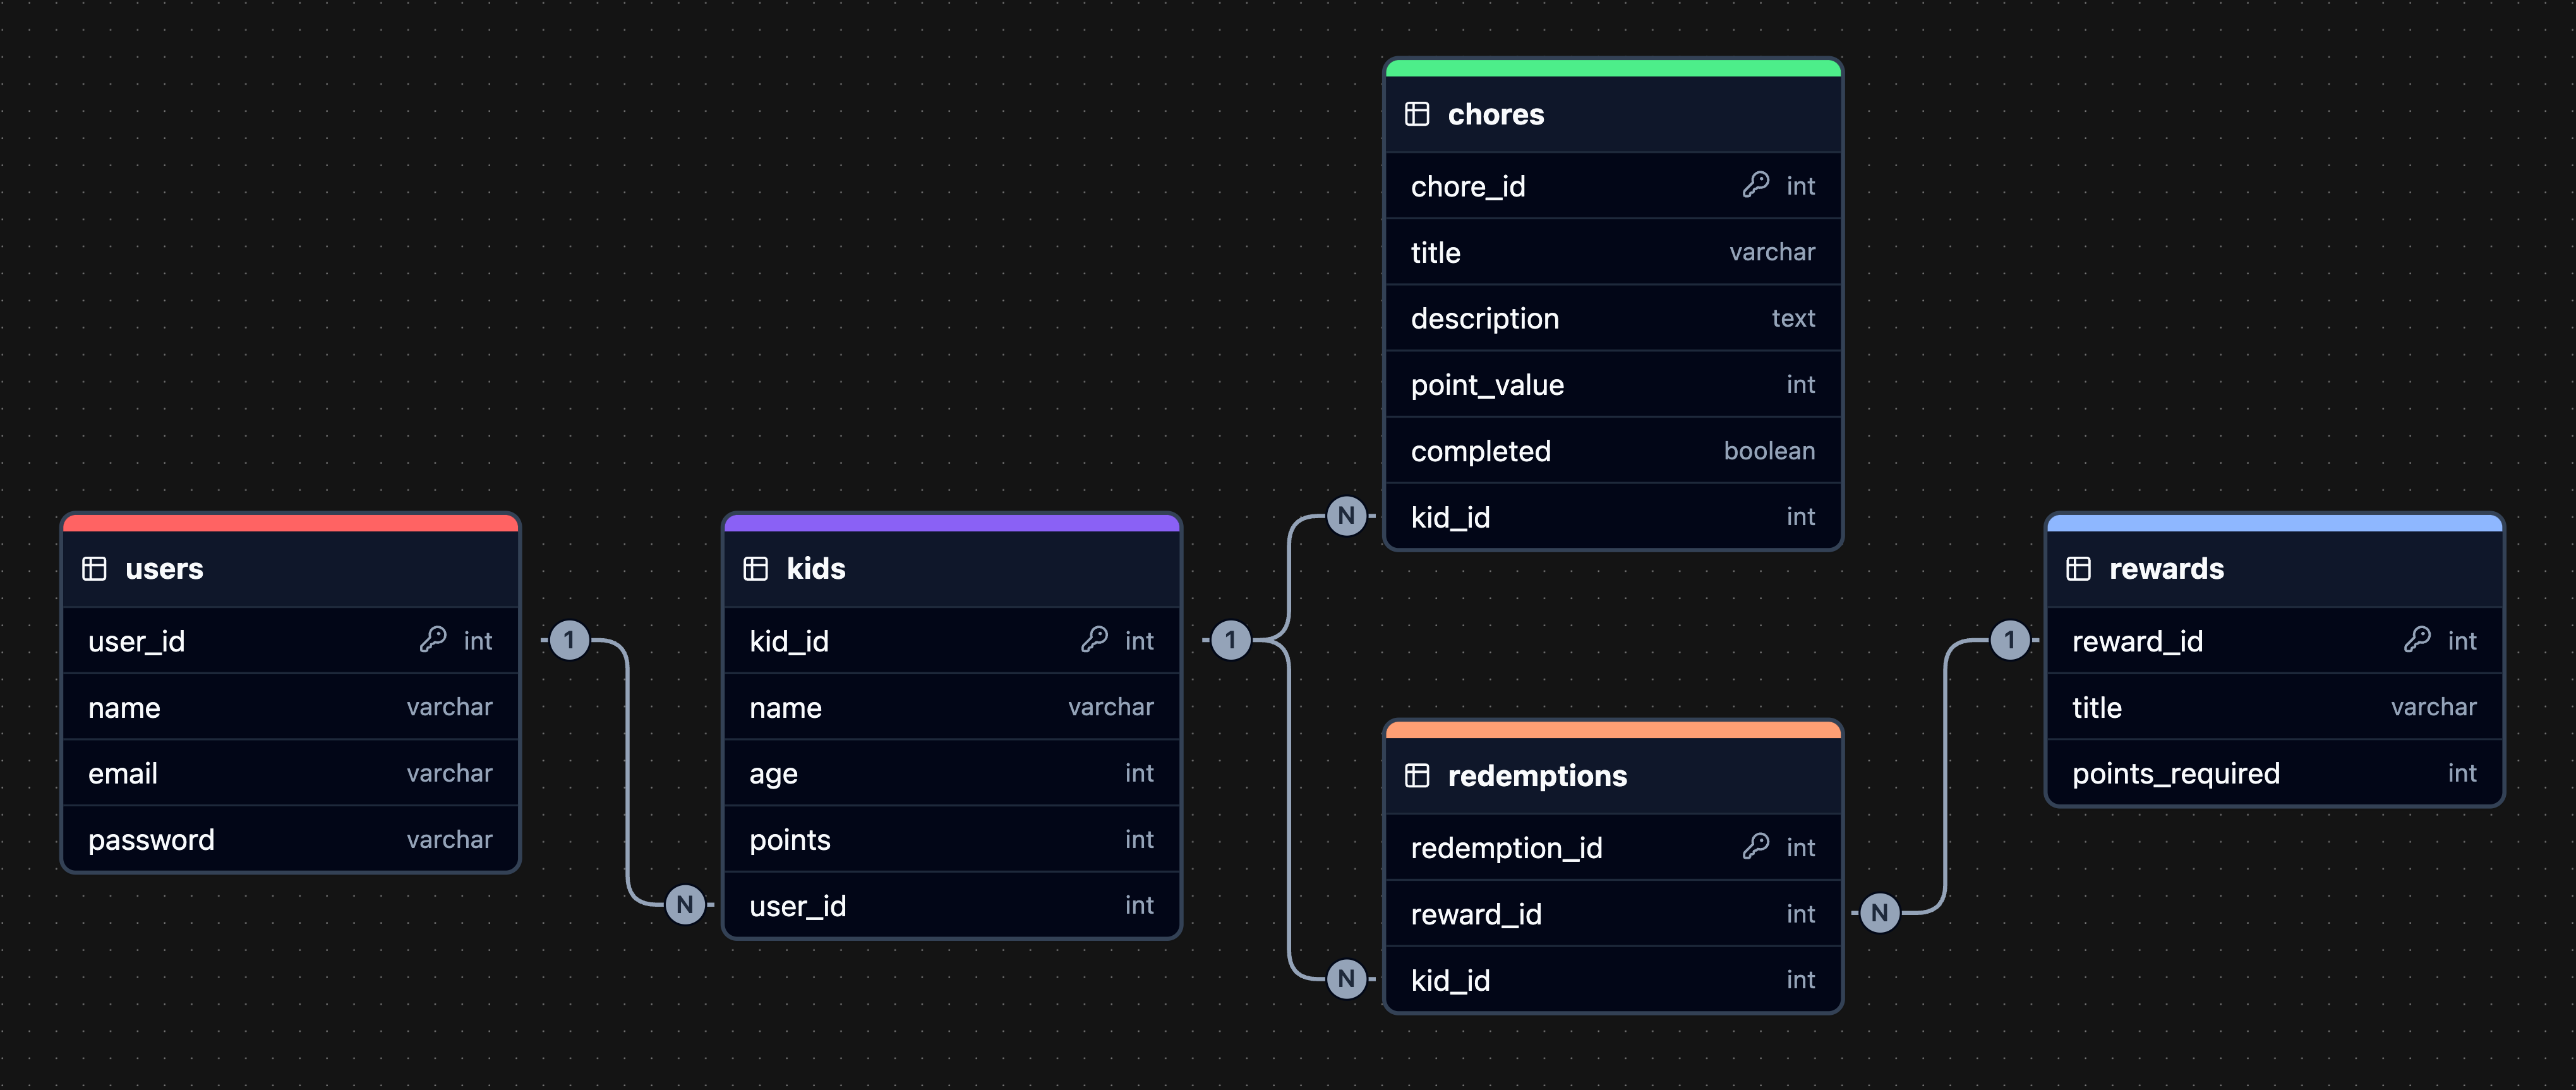 users
user_id int
name varchar
email varchar
password varchar
1
N
kids
kid_id int
name varchar
age int
points int
user_id int
1
N
N
chores
chore_id int
title varchar
description text
point_value int
completed boolean
kid_id int
redemptions
redemption_id int
reward_id int
kid_id int
N
1
rewards
reward_id int
title varchar
points_required int